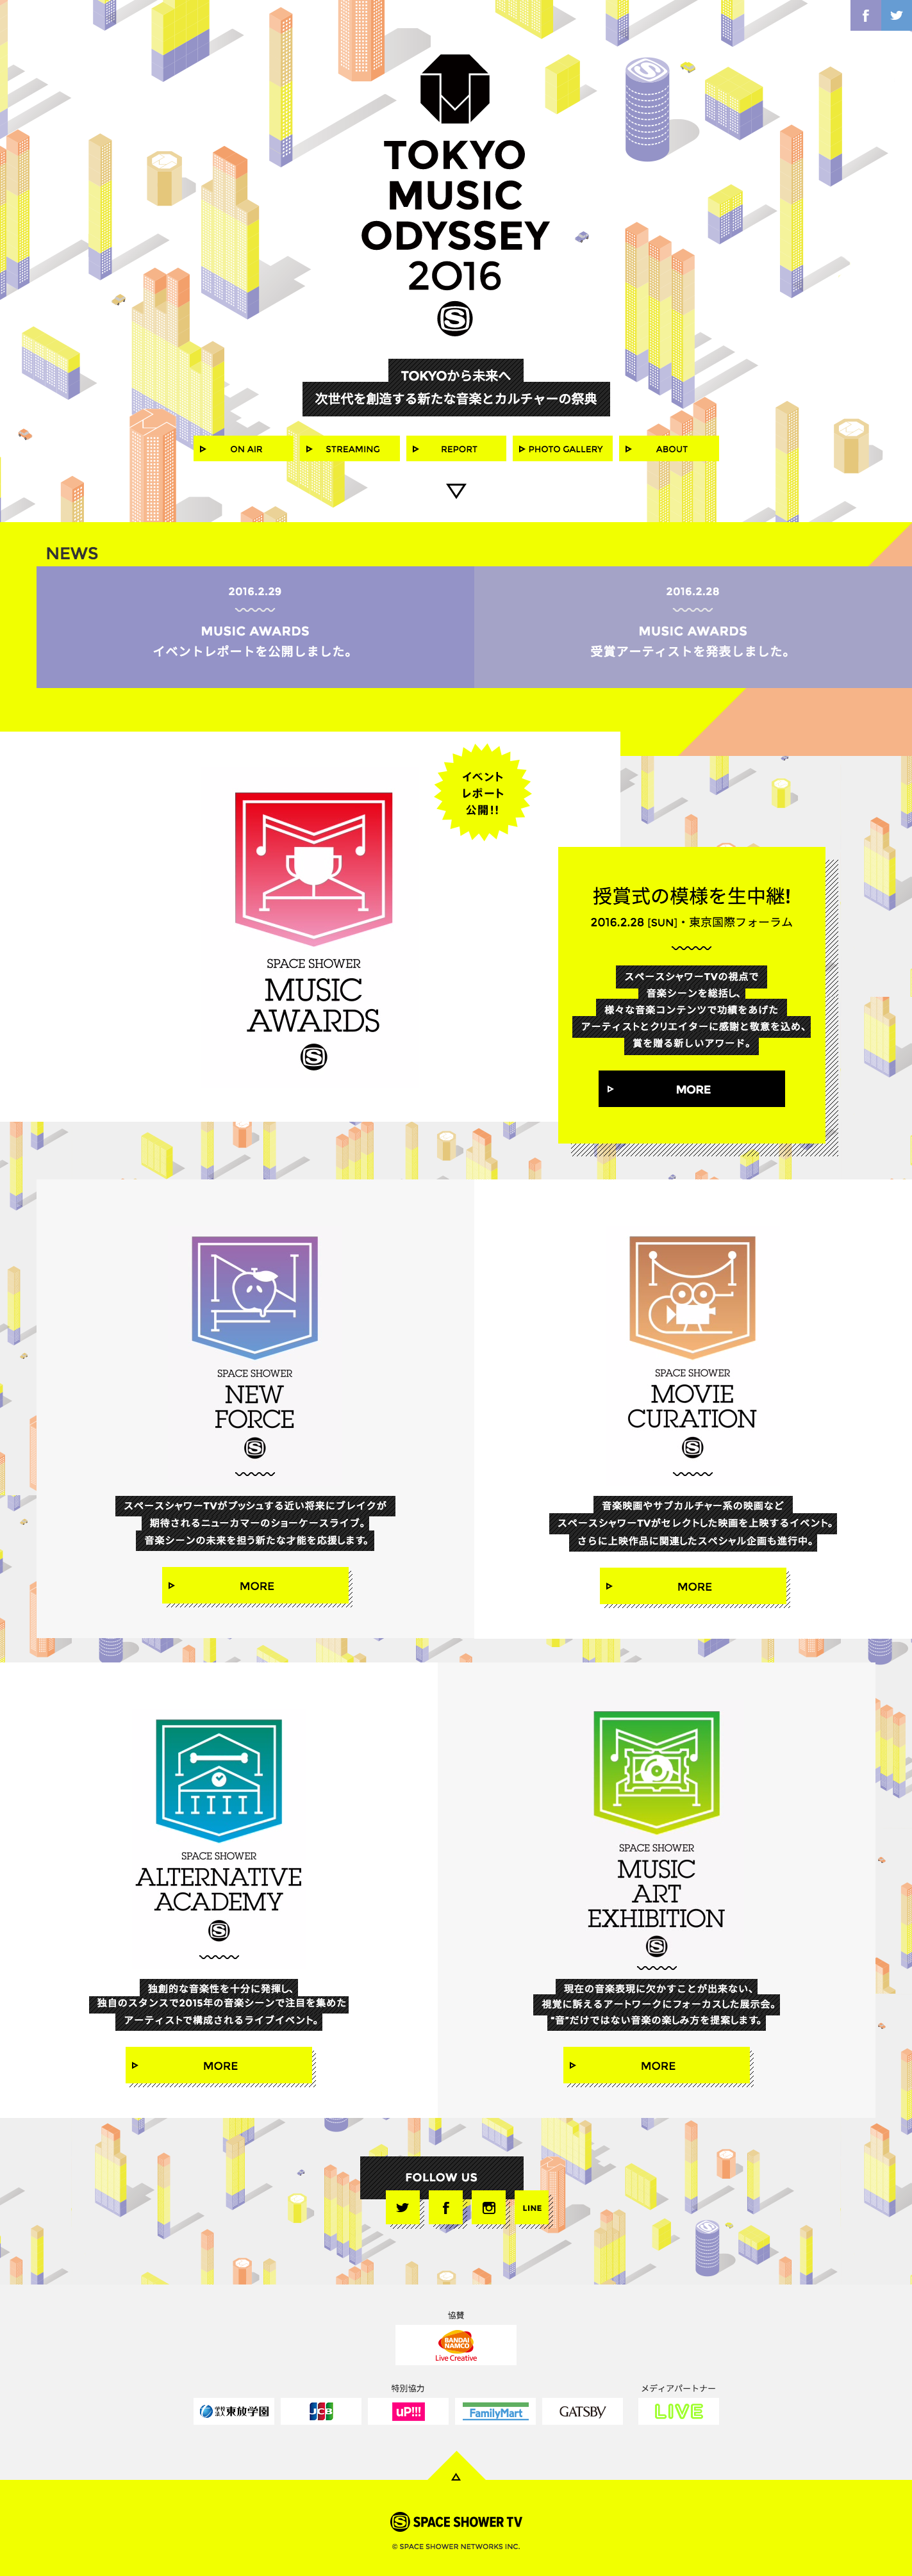 TOKYO
MUSIC
ODYSSEY
2016
TOKYOから未来へ
次世代を創造する新たな音楽とカルチャーの祭典
ON AIR
STREAMING
REPORT
PHOTO GALLERY
ABOUT
NEWS
2016.2.29
MUSIC AWARDS
イベントレポートを公開しました。
2016.2.28
MUSIC AWARDS
受賞アーティストを発表しました。
イベント
レポート
公開!!
SPACE SHOWER
MUSIC
AWARDS
授賞式の模様を生中継!
2016.2.28 [SUN]・東京国際フォーラム
スペースシャワーTVの視点で
音楽シーンを総括し、
様々な音楽コンテンツで功績をあげた
アーティストとクリエイターに感謝と敬意を込め、
賞を贈る新しいアワード。
MORE
SPACE SHOWER
NEW
FORCE
スペースシャワーTVがプッシュする近い将来にブレイクが
期待されるニューカマーのショーケースライブ。
音楽シーンの未来を担う新たな才能を応援します。
MORE
SPACE SHOWER
MOVIE
CURATION
音楽映画やサブカルチャー系の映画など
スペースシャワーTVがセレクトした映画を上映するイベント。
さらに上映作品に関連したスペシャル企画も進行中。
MORE
SPACE SHOWER
ALTERNATIVE
ACADEMY
独創的な音楽性を十分に発揮し、
独自のスタンスで2015年の音楽シーンで注目を集めた
アーティストで構成されるライブイベント。
MORE
SPACE SHOWER
MUSIC
ART
EXHIBITION
現在の音楽表現に欠かすことが出来ない、
視覚に訴えるアートワークにフォーカスした展示会。
"音"だけではない音楽の楽しみ方を提案します。
MORE
FOLLOW US
LINE
協賛
BANDAI
NAMCO
Live Creative
特別協力
メディアパートナー
東放学園
JCB
uP!!!
FamilyMart
GATSBY
LIVE
SPACE SHOWER TV
© SPACE SHOWER NETWORKS INC.